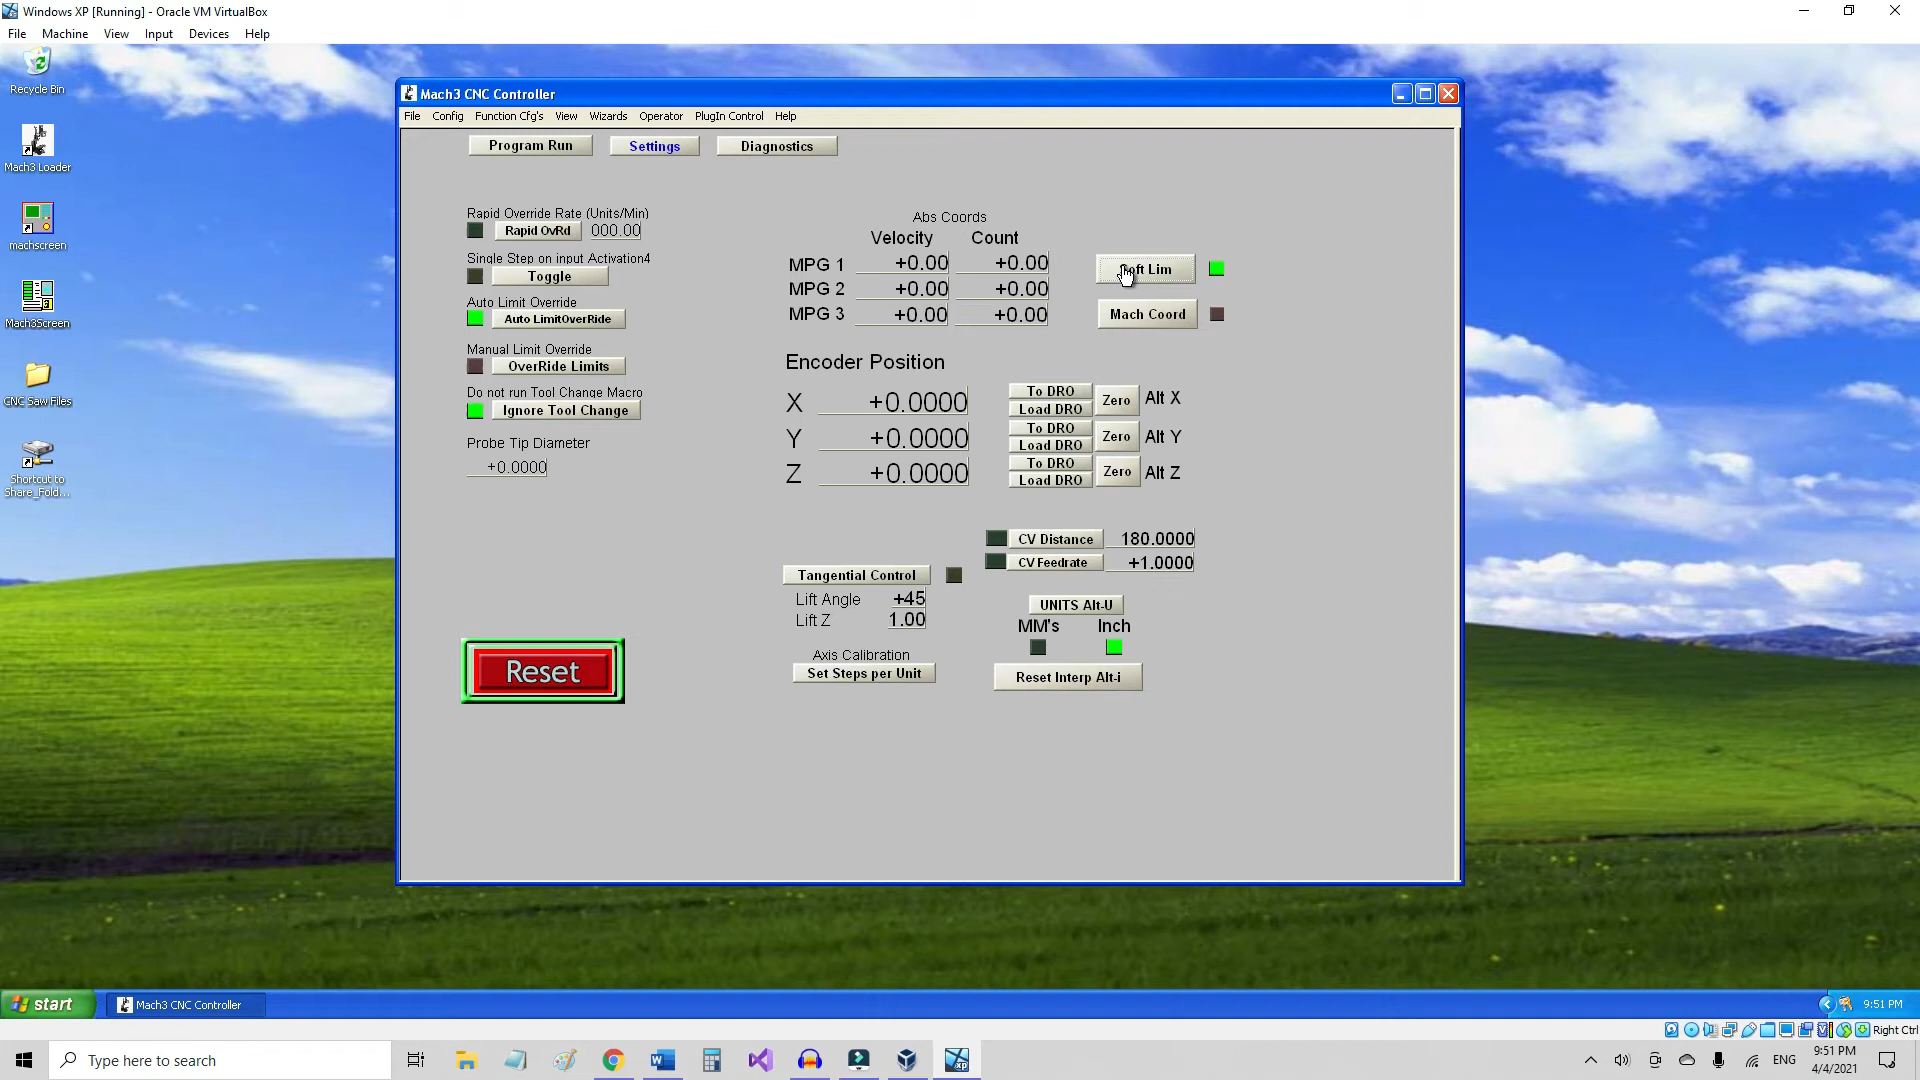 Windows XP [Running] - Oracle VM VirtualBox
File Machine View Input Devices Help
Recycle Bin
Mach3 Loader
machscreen
Mach3Screen
CNC Saw Files
Shortcut to
Share_Fold...
Mach3 CNC Controller
File Config Function Cfg's View Wizards Operator PlugIn Control Help
Program Run Settings Diagnostics
Rapid Override Rate (Units/Min)
Rapid OvRd 000.00
Single Step on input Activation4
Toggle
Auto Limit Override
Auto LimitOverRide
Manual Limit Override
OverRide Limits
Do not run Tool Change Macro
Ignore Tool Change
Probe Tip Diameter
+0.0000
Reset
Abs Coords
Velocity Count
MPG 1 +0.00 +0.00
MPG 2 +0.00 +0.00
MPG 3 +0.00 +0.00
Lim
Mach Coord
Encoder Position
X +0.0000 To DRO Load DRO Zero Alt X
Y +0.0000 To DRO Load DRO Zero Alt Y
Z +0.0000 To DRO Load DRO Zero Alt Z
CV Distance 180.0000
CV Feedrate +1.0000
Tangential Control
Lift Angle +45
Lift Z 1.00
UNITS Alt-U
MM's Inch
Axis Calibration
Set Steps per Unit
Reset Interp Alt-i
start Mach3 CNC Controller 9:51 PM
Right Ctrl
Type here to search
ENG
9:51 PM
4/4/2021